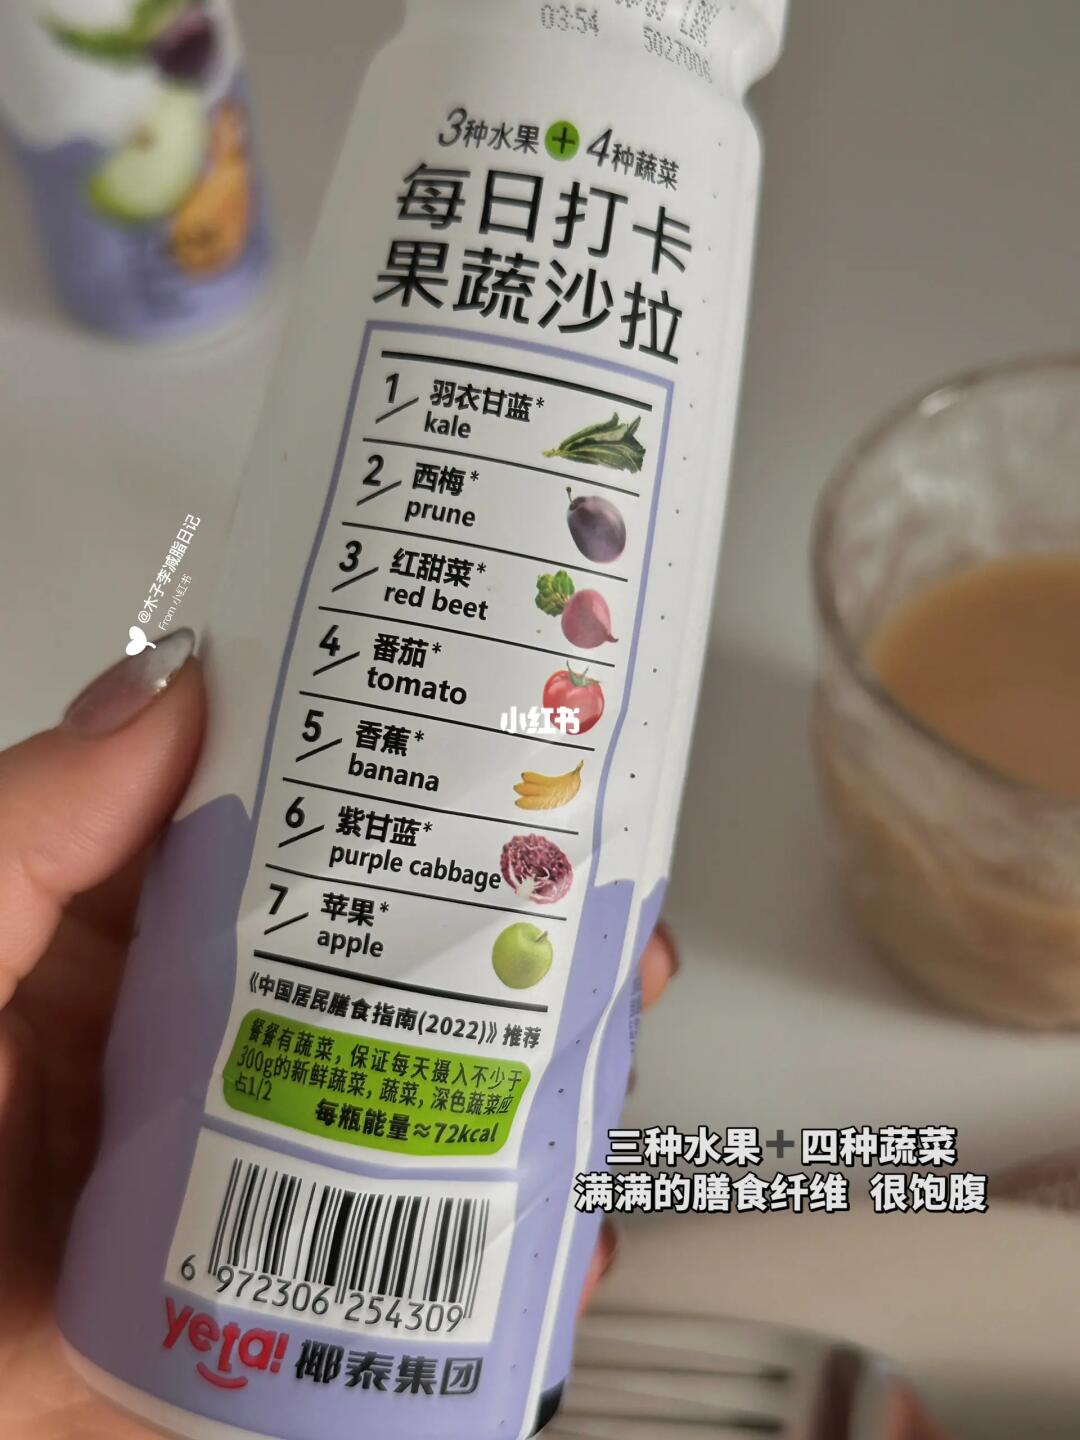 03:54
5027006
3种水果+4种蔬菜
每日打卡
果蔬沙拉
1 羽衣甘蓝*
kale
2 西梅*
prune
3 红甜菜*
red beet
4 番茄*
tomato
5 香蕉*
banana
6 紫甘蓝*
purple cabbage
7 苹果*
apple
《中国居民膳食指南(2022)》推荐
餐餐有蔬菜，保证每天摄入不少于
300g的新鲜蔬菜，蔬菜，深色蔬菜应
占1/2
每瓶能量≈72kcal
6 972306 254309
yeta! 椰泰集团
@木子李减脂日记
From 小红书
小红书
三种水果➕四种蔬菜
满满的膳食纤维 很饱腹